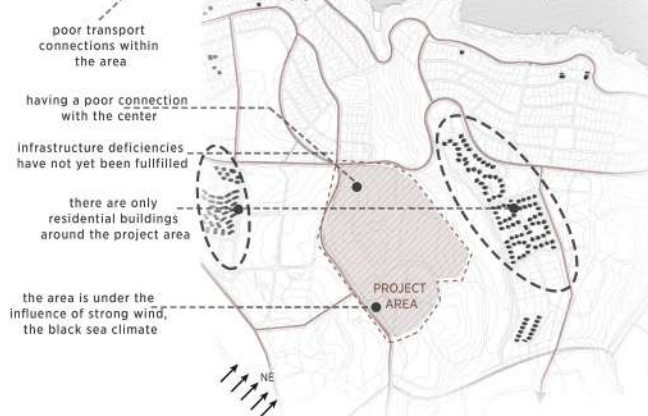 poor transport
connections within
the area
having a poor connection
with the center
infrastructure deficiencies
have not yet been fullfilled
there are only
residential buildings
around the project area
the area is under the
influence of strong wind,
the black sea climate
PROJECT
AREA
NE